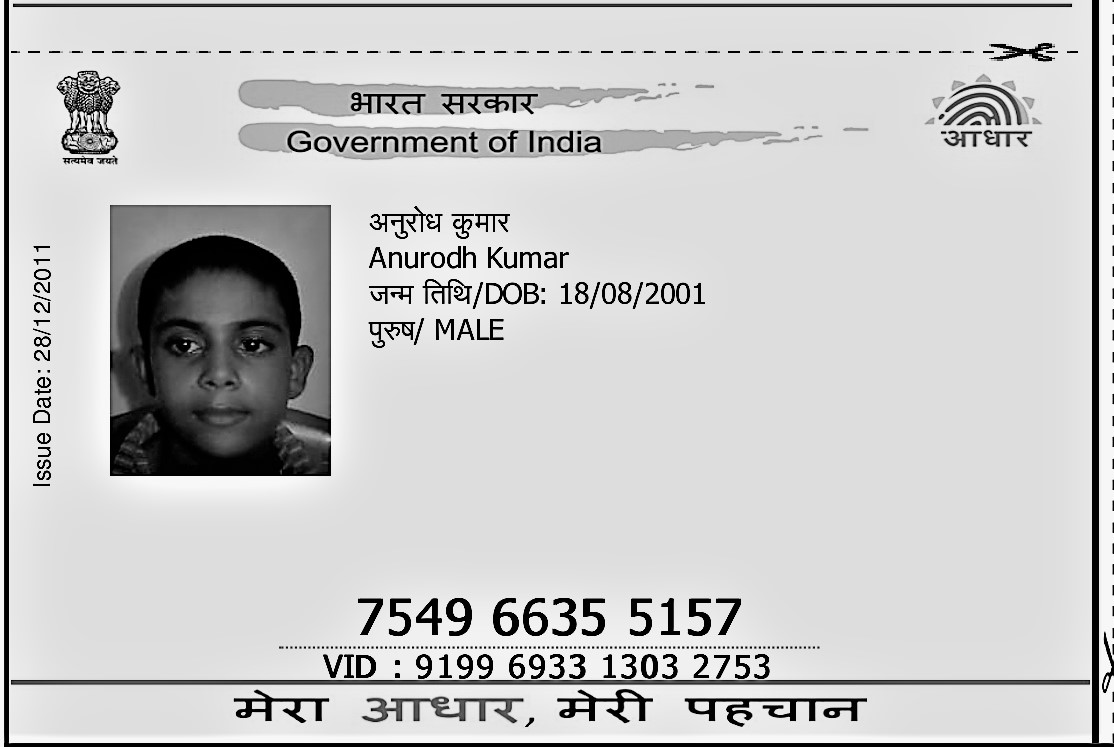 भारत सरकार
Government of India
सत्यमेव जयते
आधार
अनुरोध कुमार
Anurodh Kumar
जन्म तिथि/DOB: 18/08/2001
पुरुष/ MALE
Issue Date: 28/12/2011
7549 6635 5157
VID : 9199 6933 1303 2753
मेरा आधार, मेरी पहचान